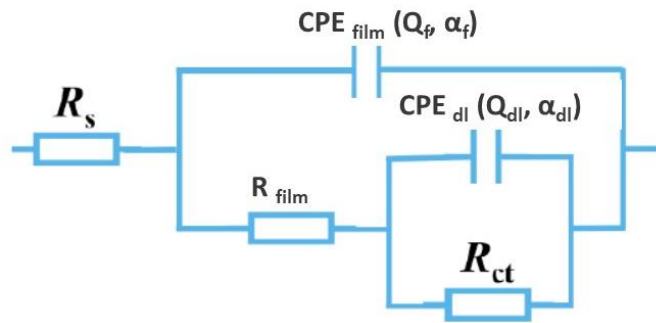 CPE film (Qf, αf)
Rs
CPE dl (Qdl, αdl)
R film
Rct